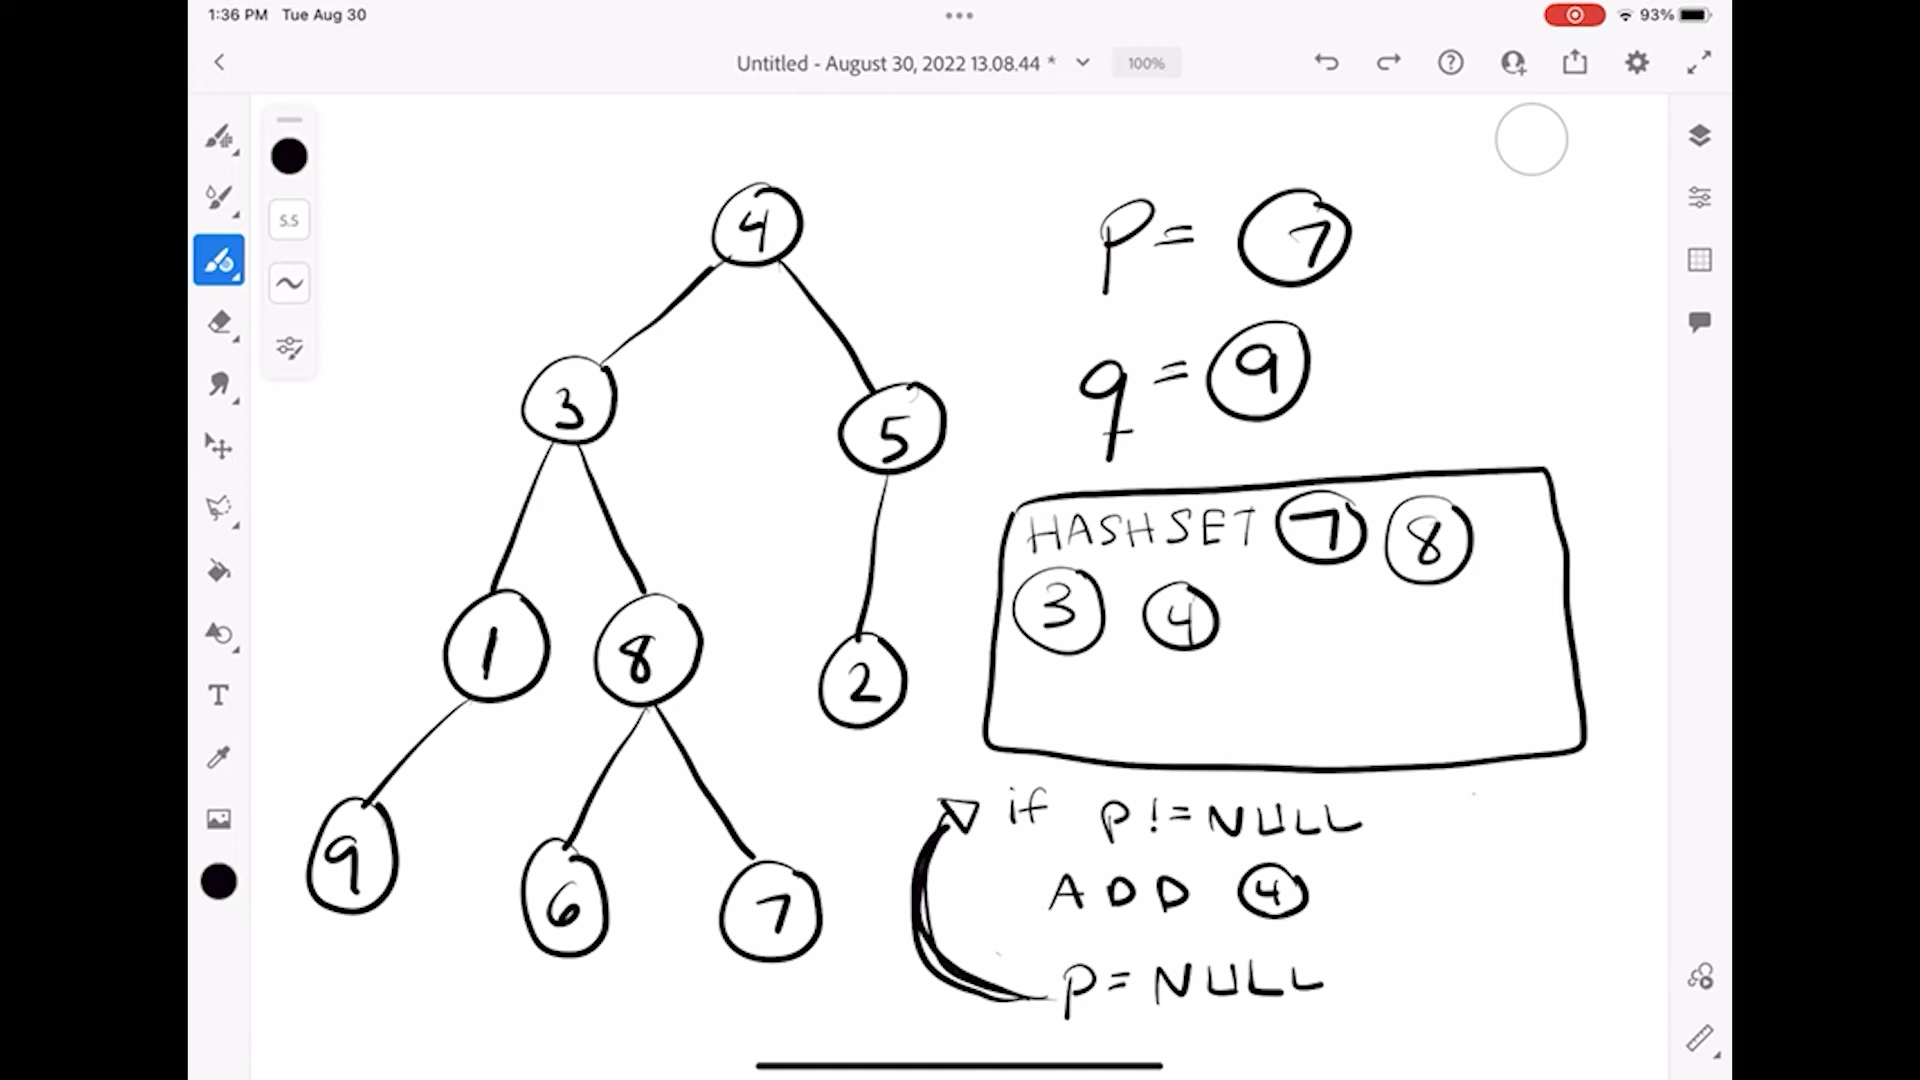 1:36 PM Tue Aug 30
93%
Untitled - August 30, 2022 13.08.44 *
100%
5.5
T
4
3
5
1
8
2
9
6
7
p = 7
q = 9
HASHSET 7 8
3 4
if p != NULL
ADD 4
p = NULL